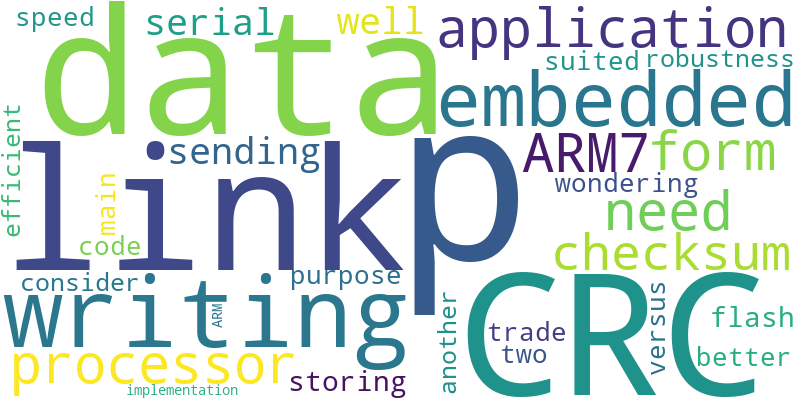 speed serial well application
data suited robustness
embedded
efficient link sending p ARM7 form
wondering
main code need
checksum
consider writing purpose CRC
ARM another versus flash
processor trade
two better
storing
implementation